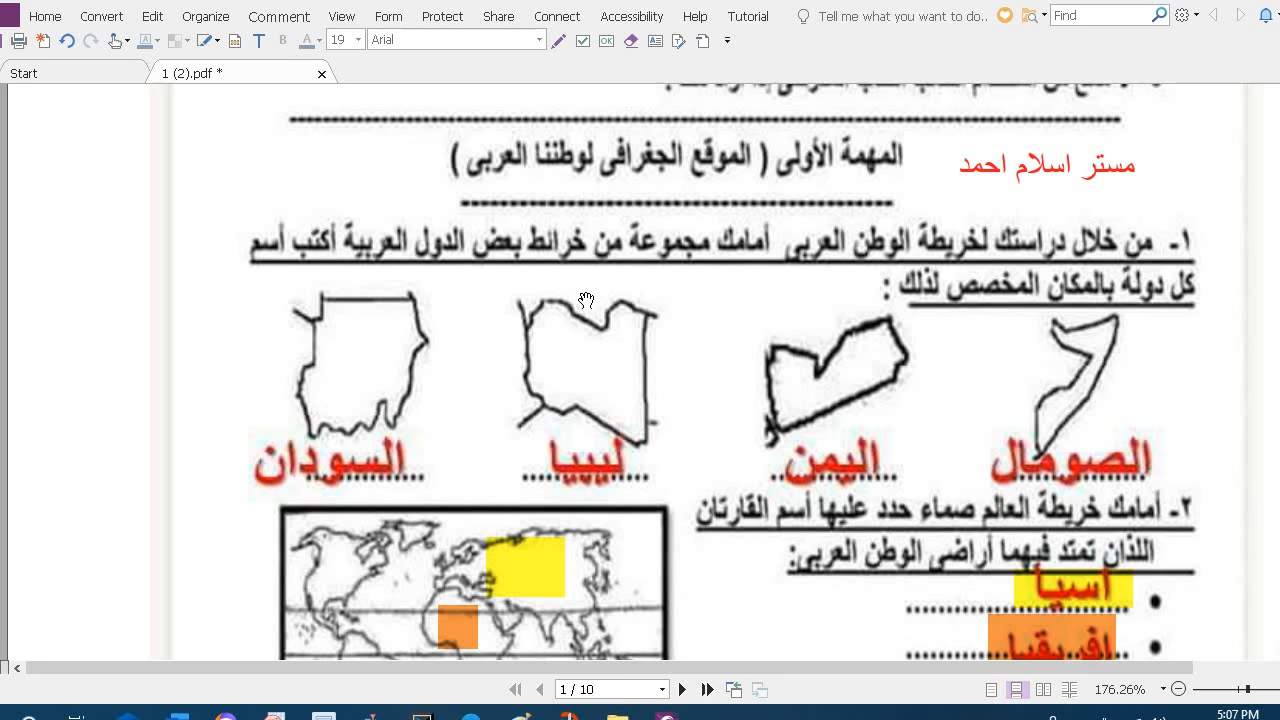 Home Convert Edit Organize Comment View Form Protect Share Connect Accessibility Help Tutorial Tell me what you want to do.. Find
T B A 19 Arial OK
Start 1 (2).pdf *
مستر اسلام احمد
المهمة الأولى ( الموقع الجغرافى لوطننا العربى )
١- من خلال دراستك لخريطة الوطن العربى أمامك مجموعة من خرائط بعض الدول العربية أكتب أسم
كل دولة بالمكان المخصص لذلك :
الصومال اليمن ليبيا السودان
٢- أمامك خريطة العالم صماء حدد عليها أسم القارتان
اللذان تمتد فيهما أراضى الوطن العربى:
• أسيا
• افريقيا
1 / 10 176.26%
5:07 PM